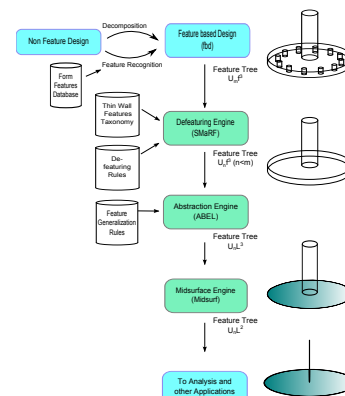 Decomposition
Non Feature Design
Feature based Design
(fbd)
Feature Recognition
Form
Features
Database
Feature Tree
Thin Wall
Features
Taxonomy
Defeaturing Engine
(SMaRF)
De-
featuring
Rules
Feature Tree
(n<m)
Feature
Generalization
Rules
Abstraction Engine
(ABEL)
Feature Tree
Midsurface Engine
(Midsurf)
Feature Tree
To Analysis and
other Applications